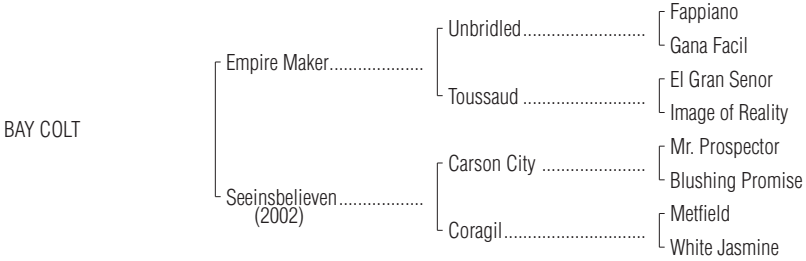 Fappiano
Unbridled..............................
Gana Facil
Empire Maker.......................
El Gran Senor
Toussaud ..............................
Image of Reality
BAY COLT
Mr. Prospector
Carson City ..........................
Blushing Promise
Seeinsbelieven.....................
(2002)
Metfield
Coragil...................................
White Jasmine